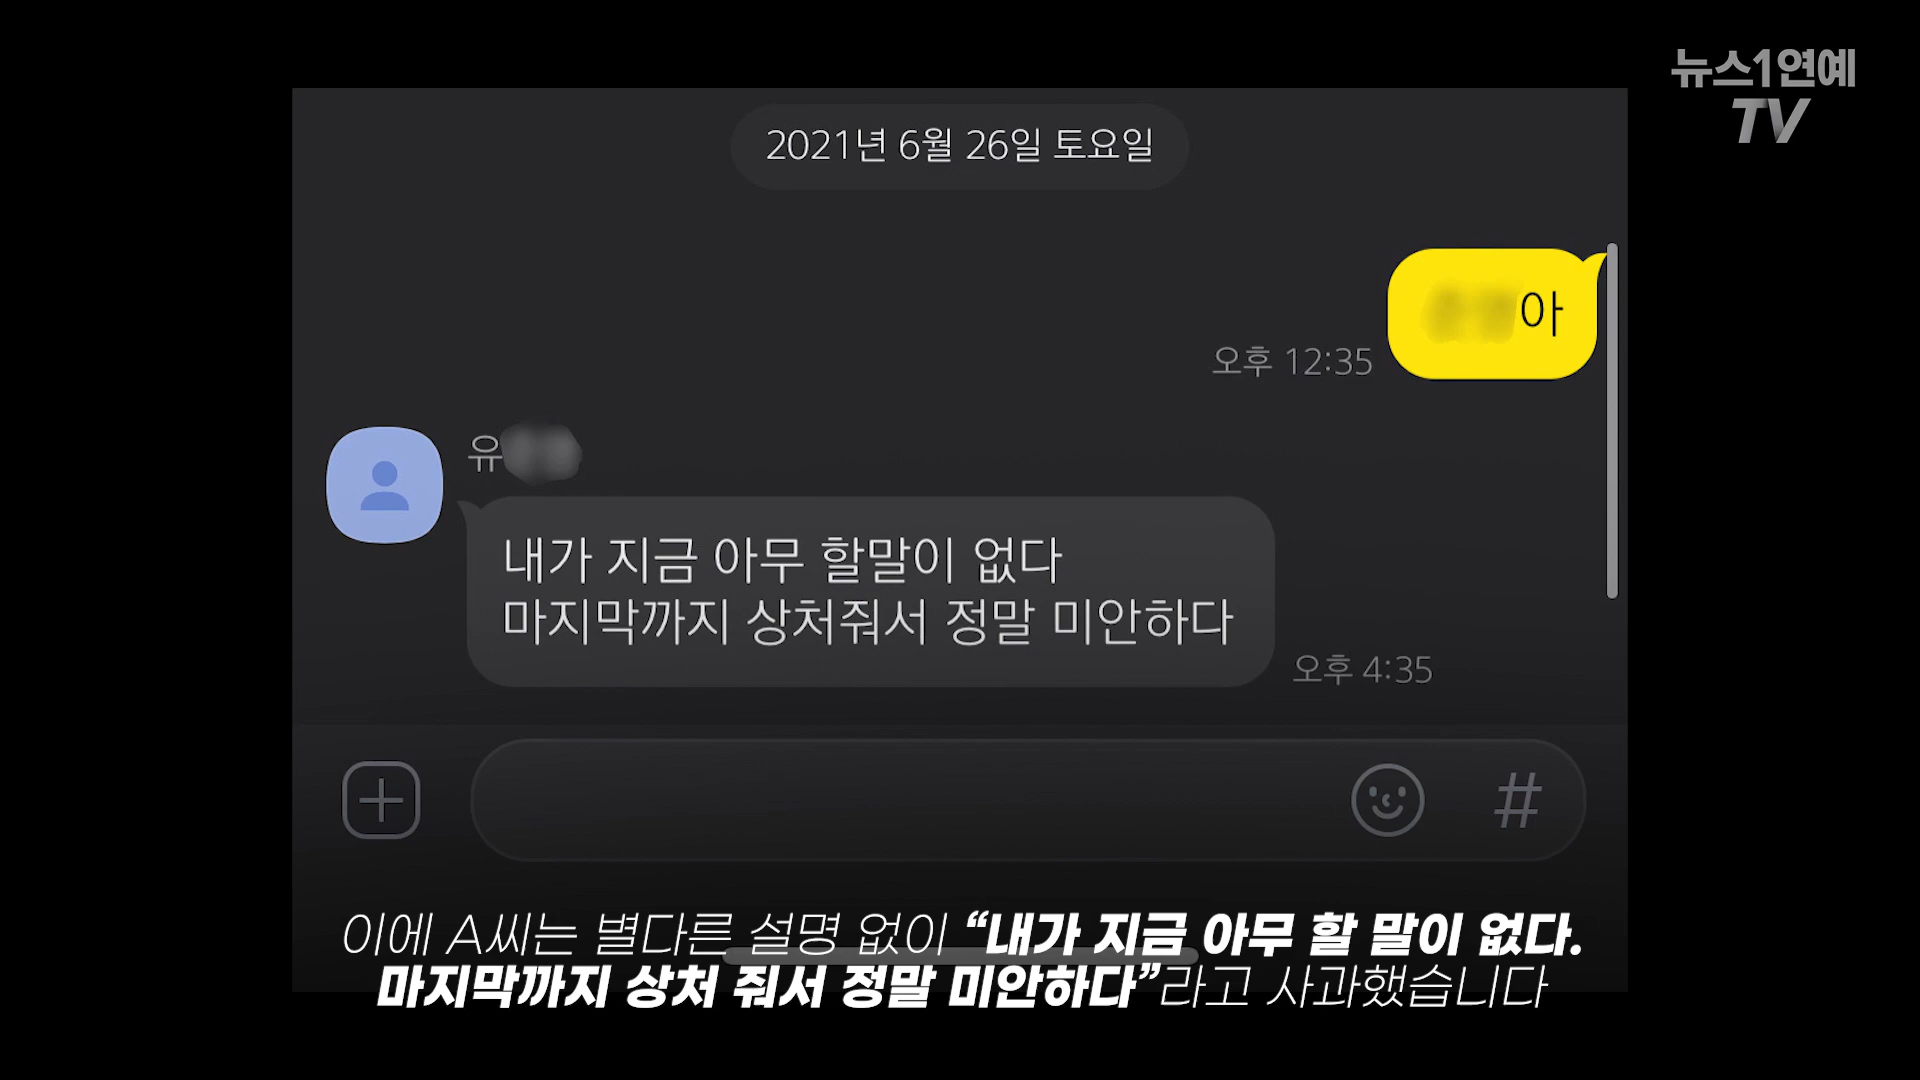 뉴스1연예
TV
2021년 6월 26일 토요일
아
오후 12:35
유
내가 지금 아무 할말이 없다
마지막까지 상처줘서 정말 미안하다
오후 4:35
#
이에 A씨는 별다른 설명 없이 “내가 지금 아무 할 말이 없다.
마지막까지 상처 줘서 정말 미안하다”라고 사과했습니다